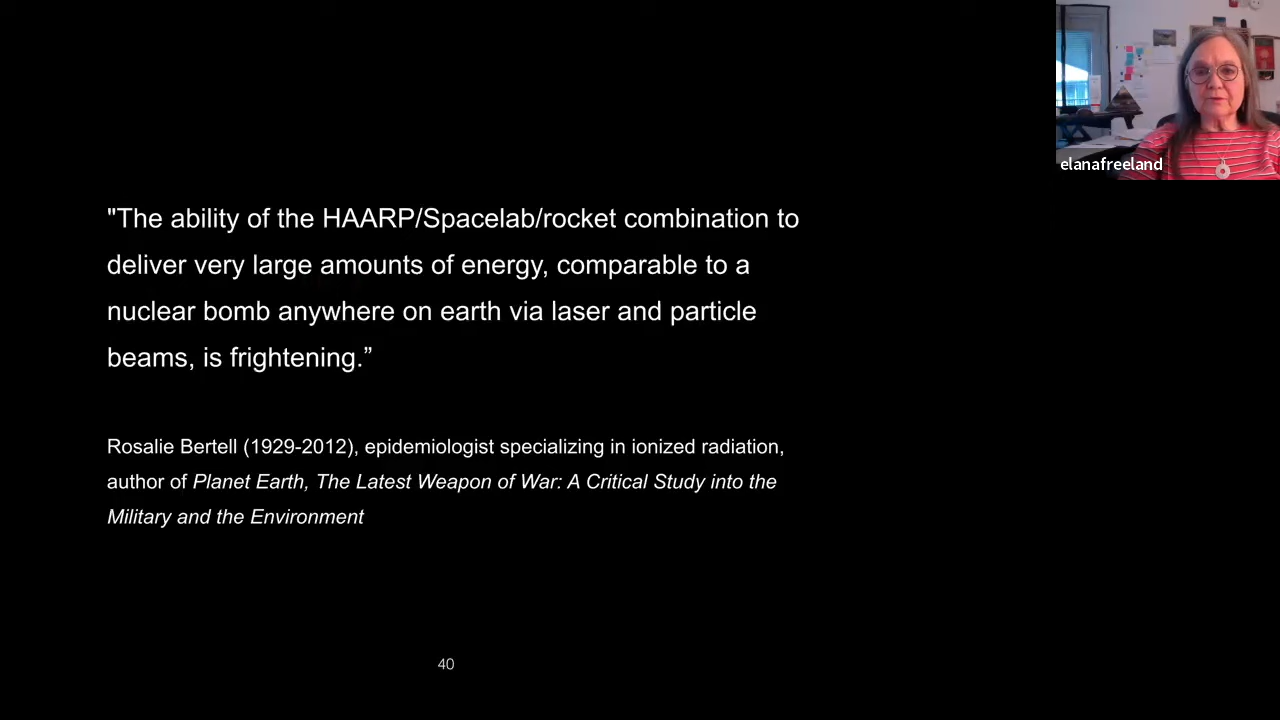 elanafreeland
"The ability of the HAARP/Spacelab/rocket combination to
deliver very large amounts of energy, comparable to a
nuclear bomb anywhere on earth via laser and particle
beams, is frightening.”
Rosalie Bertell (1929-2012), epidemiologist specializing in ionized radiation,
author of Planet Earth, The Latest Weapon of War: A Critical Study into the
Military and the Environment
40